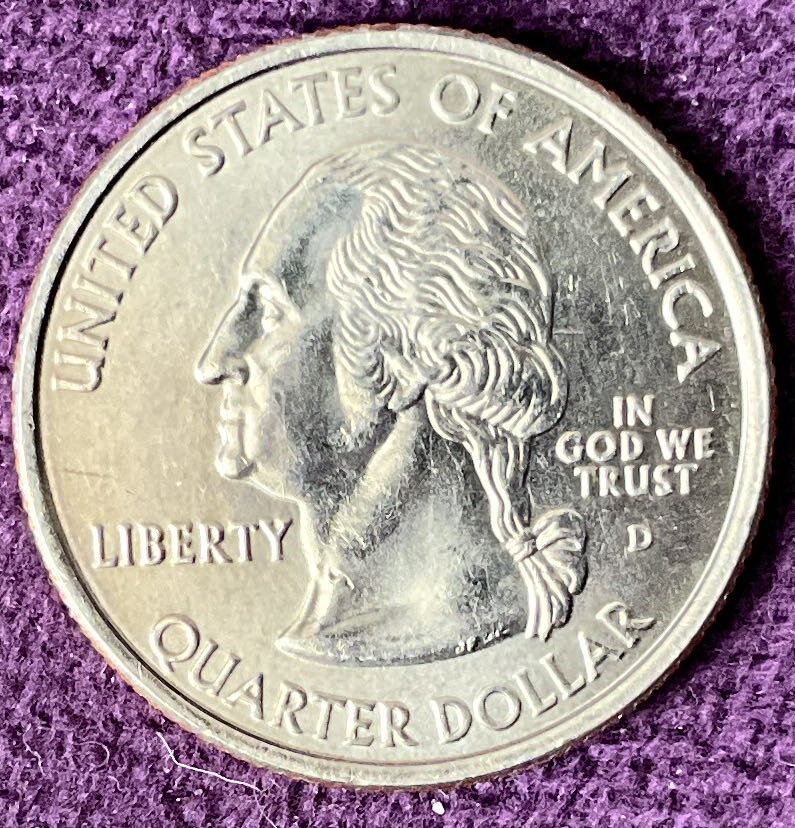 UNITED STATES OF AMERICA
IN
GOD WE
TRUST
LIBERTY
D
QUARTER DOLLAR